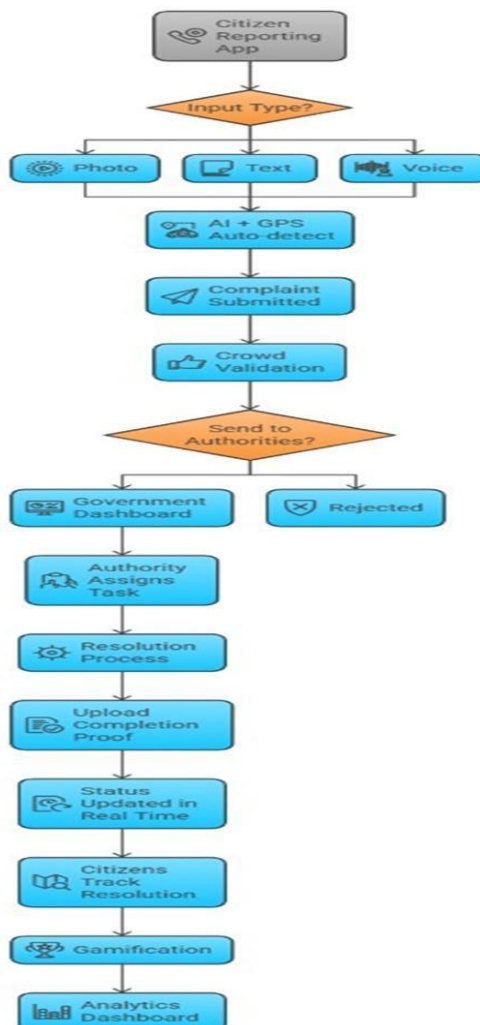 Citizen
Reporting
App
Input Type?
Photo
Text
Voice
AI + GPS
Auto-detect
Complaint
Submitted
Crowd
Validation
Send to
Authorities?
Government
Dashboard
Rejected
Authority
Assigns
Task
Resolution
Process
Upload
Completion
Proof
Status
Updated in
Real Time
Citizens
Track
Resolution
Gamification
Analytics
Dashboard